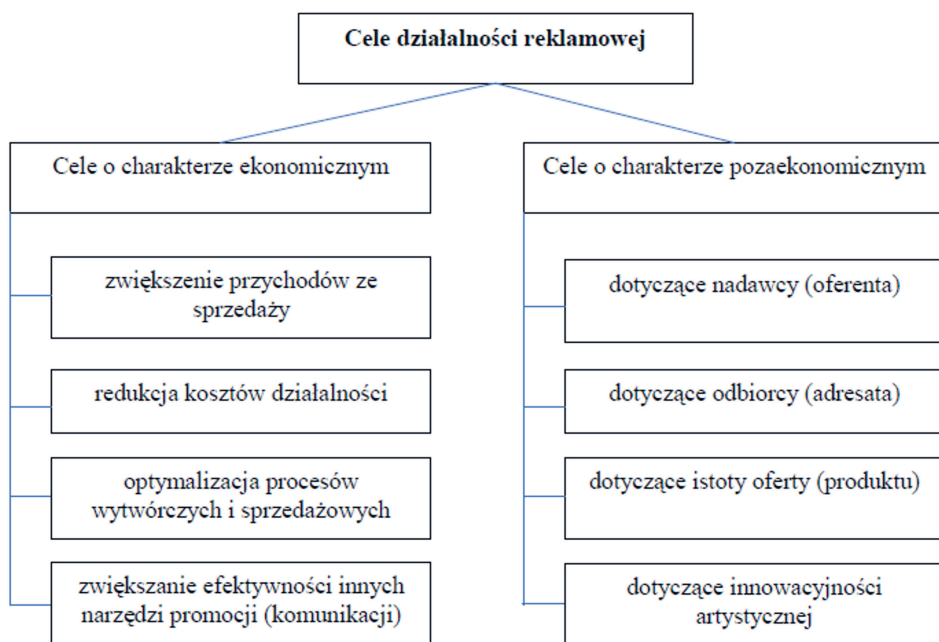 Cele działalności reklamowej
Cele o charakterze ekonomicznym
zwiększenie przychodów ze
sprzedaży
redukcja kosztów działalności
optymalizacja procesów
wytwórczych i sprzedażowych
zwiększanie efektywności innych
narzędzi promocji (komunikacji)
Cele o charakterze pozaekonomicznym
dotyczące nadawcy (oferenta)
dotyczące odbiorcy (adresata)
dotyczące istoty oferty (produktu)
dotyczące innowacyjności
artystycznej